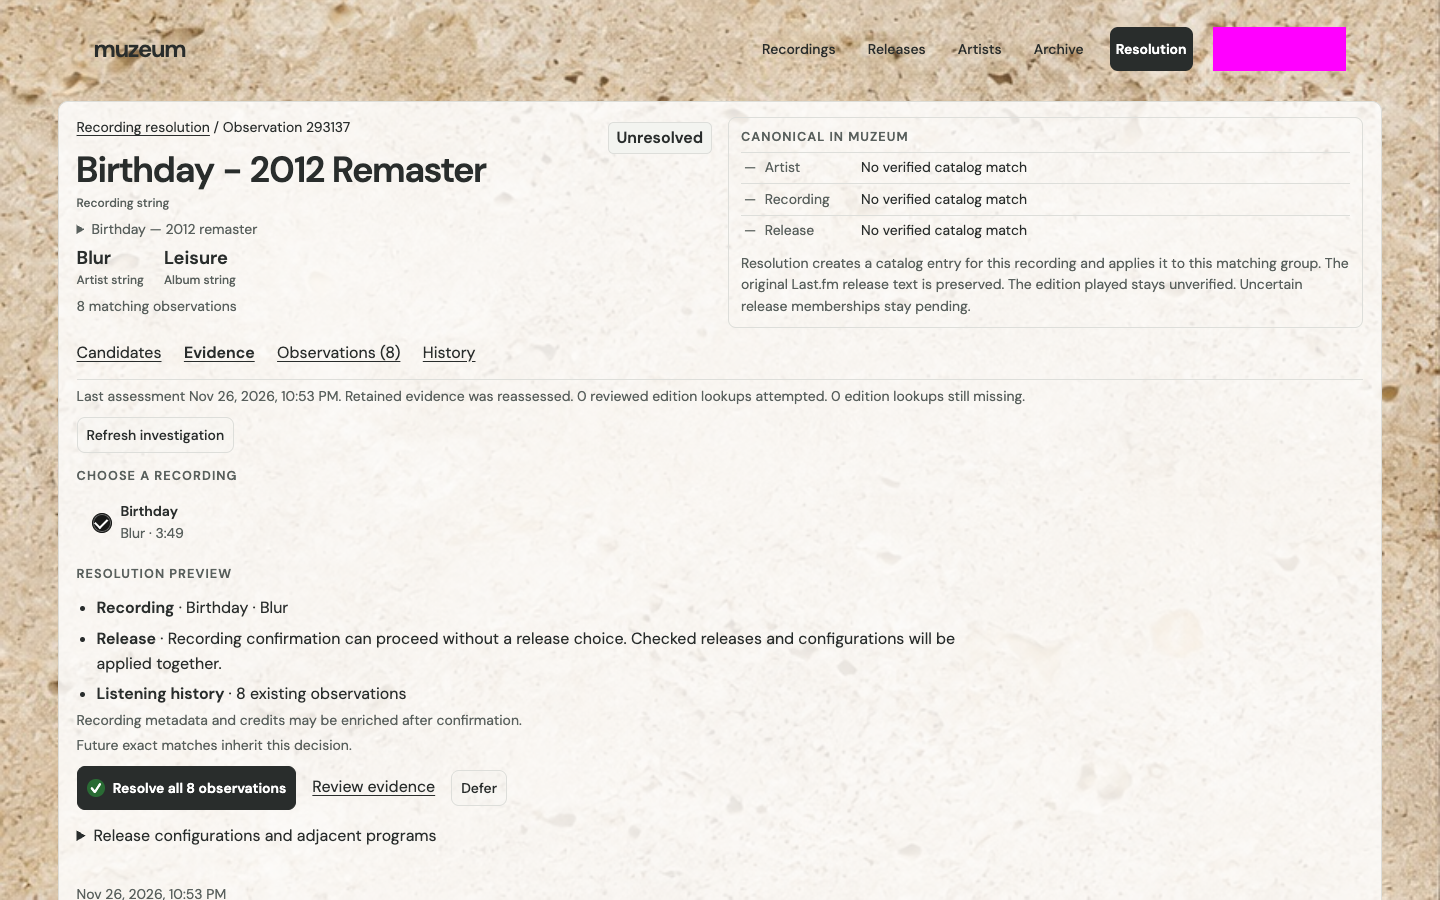 muzeum
Recordings
Releases
Artists
Archive
Resolution
Recording resolution / Observation 293137
Unresolved
Birthday – 2012 Remaster
Recording string
Birthday — 2012 remaster
Blur
Artist string
Leisure
Album string
8 matching observations
CANONICAL IN MUZEUM
— Artist No verified catalog match
— Recording No verified catalog match
— Release No verified catalog match
Resolution creates a catalog entry for this recording and applies it to this matching group. The
original Last.fm release text is preserved. The edition played stays unverified. Uncertain
release memberships stay pending.
Candidates
Evidence
Observations (8)
History
Last assessment Nov 26, 2026, 10:53 PM. Retained evidence was reassessed. 0 reviewed edition lookups attempted. 0 edition lookups still missing.
Refresh investigation
CHOOSE A RECORDING
Birthday
Blur · 3:49
RESOLUTION PREVIEW
• Recording · Birthday · Blur
• Release · Recording confirmation can proceed without a release choice. Checked releases and configurations will be
applied together.
• Listening history · 8 existing observations
Recording metadata and credits may be enriched after confirmation.
Future exact matches inherit this decision.
Resolve all 8 observations
Review evidence
Defer
Release configurations and adjacent programs
Nov 26, 2026, 10:53 PM